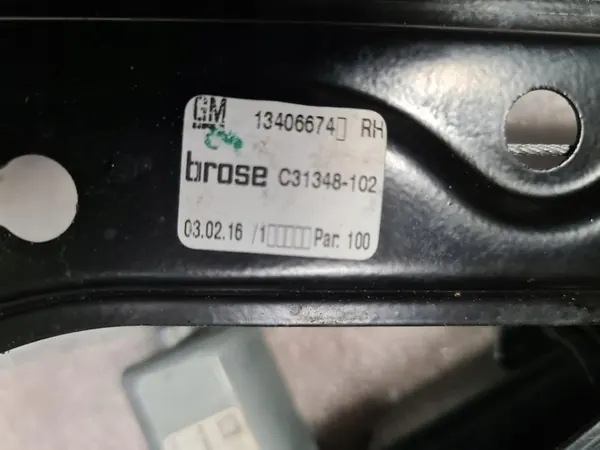 GM 13406674▯ RH
brose C31348-102
03.02.16 /1▯▯▯▯▯ Par. 100